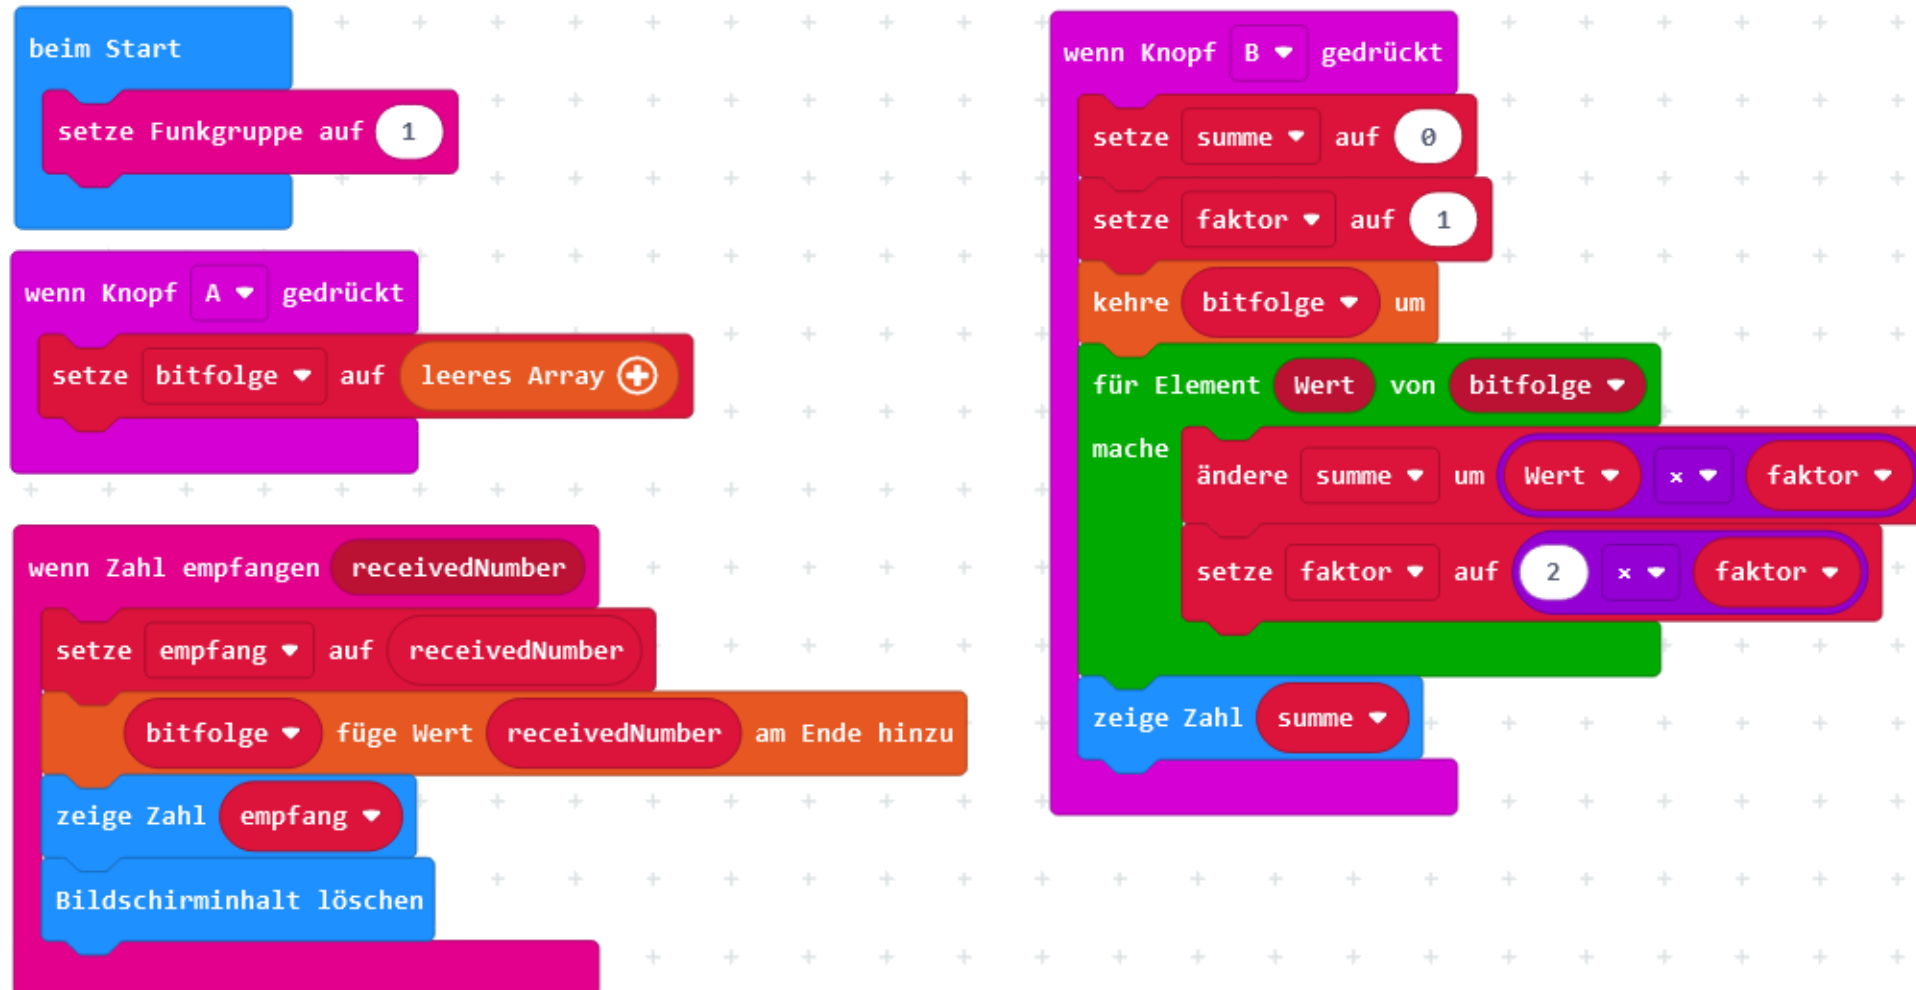 beim Start
setze Funkgruppe auf 1
wenn Knopf A gedrückt
setze bitfolge auf leeres Array
wenn Zahl empfangen receivedNumber
setze empfang auf receivedNumber
bitfolge füge Wert receivedNumber am Ende hinzu
zeige Zahl empfang
Bildschirminhalt löschen
wenn Knopf B gedrückt
setze summe auf 0
setze faktor auf 1
kehre bitfolge um
für Element Wert von bitfolge
mache
ändere summe um Wert × faktor
setze faktor auf 2 × faktor
zeige Zahl summe